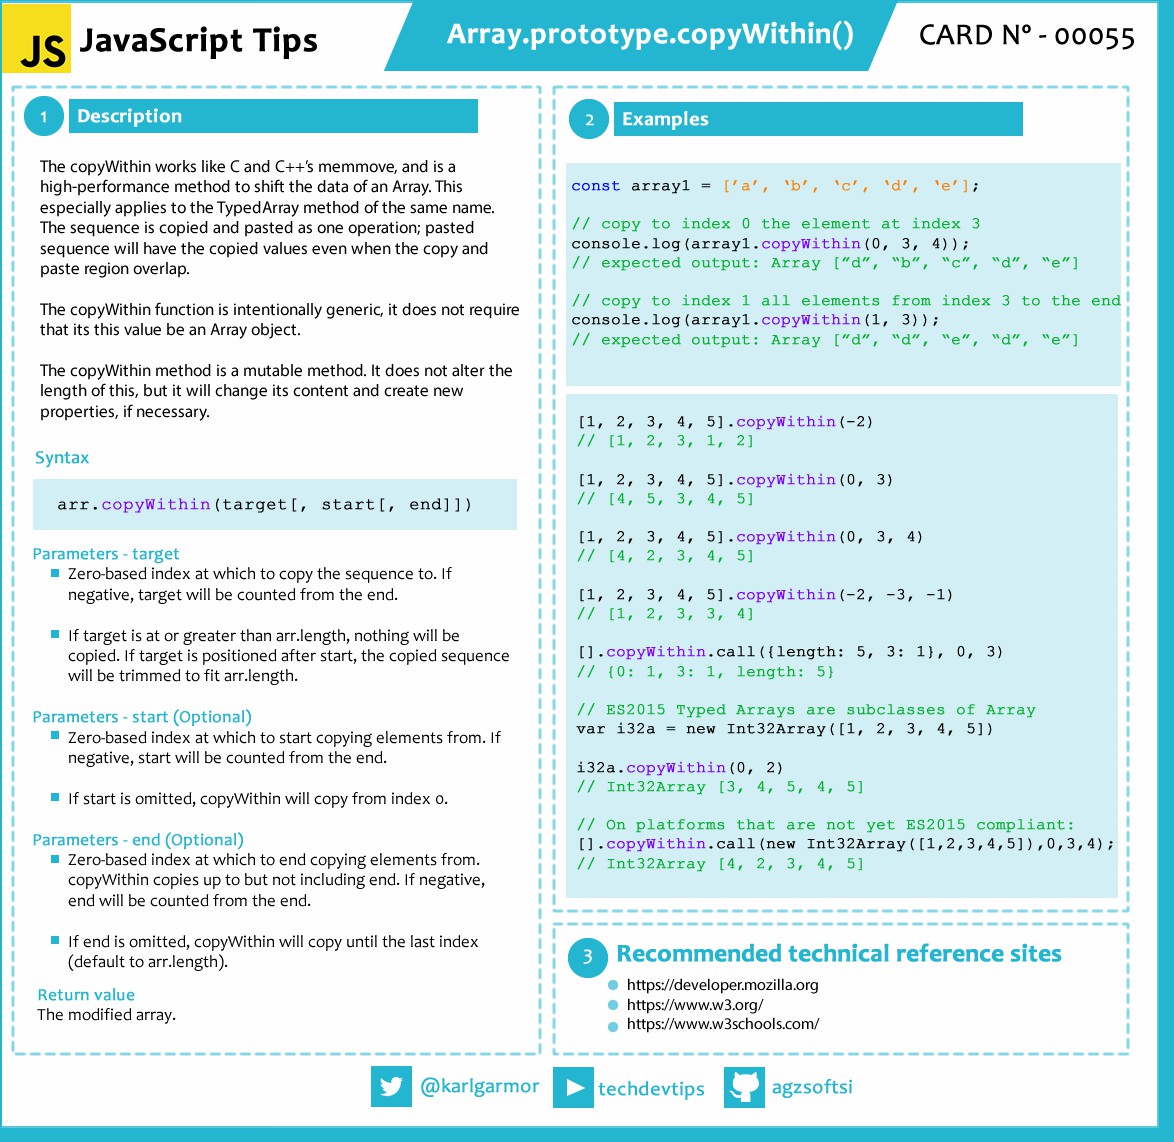 JS JavaScript Tips
Array.prototype.copyWithin()
CARD Nº - 00055
1 Description
The copyWithin works like C and C++'s memmove, and is a
high-performance method to shift the data of an Array. This
especially applies to the TypedArray method of the same name.
The sequence is copied and pasted as one operation; pasted
sequence will have the copied values even when the copy and
paste region overlap.
The copyWithin function is intentionally generic, it does not require
that its this value be an Array object.
The copyWithin method is a mutable method. It does not alter the
length of this, but it will change its content and create new
properties, if necessary.
Syntax
arr.copyWithin(target[, start[, end]])
Parameters - target
Zero-based index at which to copy the sequence to. If
negative, target will be counted from the end.
If target is at or greater than arr.length, nothing will be
copied. If target is positioned after start, the copied sequence
will be trimmed to fit arr.length.
Parameters - start (Optional)
Zero-based index at which to start copying elements from. If
negative, start will be counted from the end.
If start is omitted, copyWithin will copy from index 0.
Parameters - end (Optional)
Zero-based index at which to end copying elements from.
copyWithin copies up to but not including end. If negative,
end will be counted from the end.
If end is omitted, copyWithin will copy until the last index
(default to arr.length).
Return value
The modified array.
2 Examples
const array1 = [’a’, ‘b’, ‘c’, ‘d’, ‘e’];
// copy to index 0 the element at index 3
console.log(array1.copyWithin(0, 3, 4));
// expected output: Array [”d”, “b”, “c”, “d”, “e”]
// copy to index 1 all elements from index 3 to the end
console.log(array1.copyWithin(1, 3));
// expected output: Array [”d”, “d”, “e”, “d”, “e”]
[1, 2, 3, 4, 5].copyWithin(-2)
// [1, 2, 3, 1, 2]
[1, 2, 3, 4, 5].copyWithin(0, 3)
// [4, 5, 3, 4, 5]
[1, 2, 3, 4, 5].copyWithin(0, 3, 4)
// [4, 2, 3, 4, 5]
[1, 2, 3, 4, 5].copyWithin(-2, -3, -1)
// [1, 2, 3, 3, 4]
[].copyWithin.call({length: 5, 3: 1}, 0, 3)
// {0: 1, 3: 1, length: 5}
// ES2015 Typed Arrays are subclasses of Array
var i32a = new Int32Array([1, 2, 3, 4, 5])
i32a.copyWithin(0, 2)
// Int32Array [3, 4, 5, 4, 5]
// On platforms that are not yet ES2015 compliant:
[].copyWithin.call(new Int32Array([1,2,3,4,5]),0,3,4);
// Int32Array [4, 2, 3, 4, 5]
3 Recommended technical reference sites
https://developer.mozilla.org
https://www.w3.org/
https://www.w3schools.com/
@karlgarmor
techdevtips
agzsoftsi